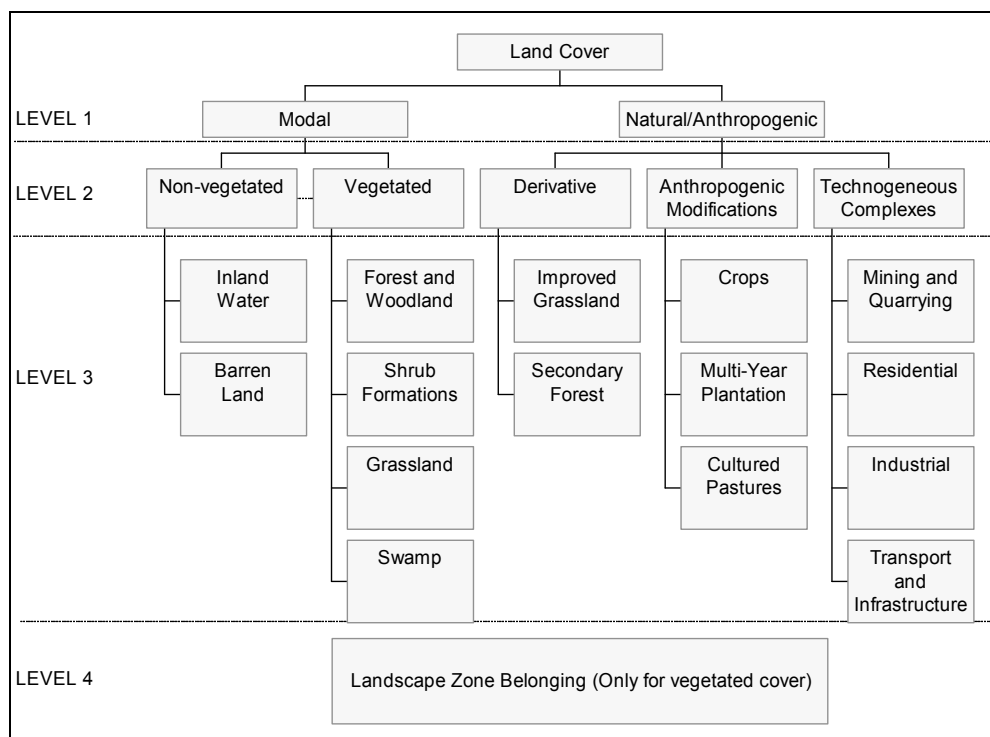 Land Cover
LEVEL 1
Modal
Natural/Anthropogenic
LEVEL 2
Non-vegetated
Vegetated
Derivative
Anthropogenic
Modifications
Technogeneous
Complexes
LEVEL 3
Inland
Water
Barren
Land
Forest and
Woodland
Shrub
Formations
Grassland
Swamp
Improved
Grassland
Secondary
Forest
Crops
Multi-Year
Plantation
Cultured
Pastures
Mining and
Quarrying
Residential
Industrial
Transport
and
Infrastructure
LEVEL 4
Landscape Zone Belonging (Only for vegetated cover)